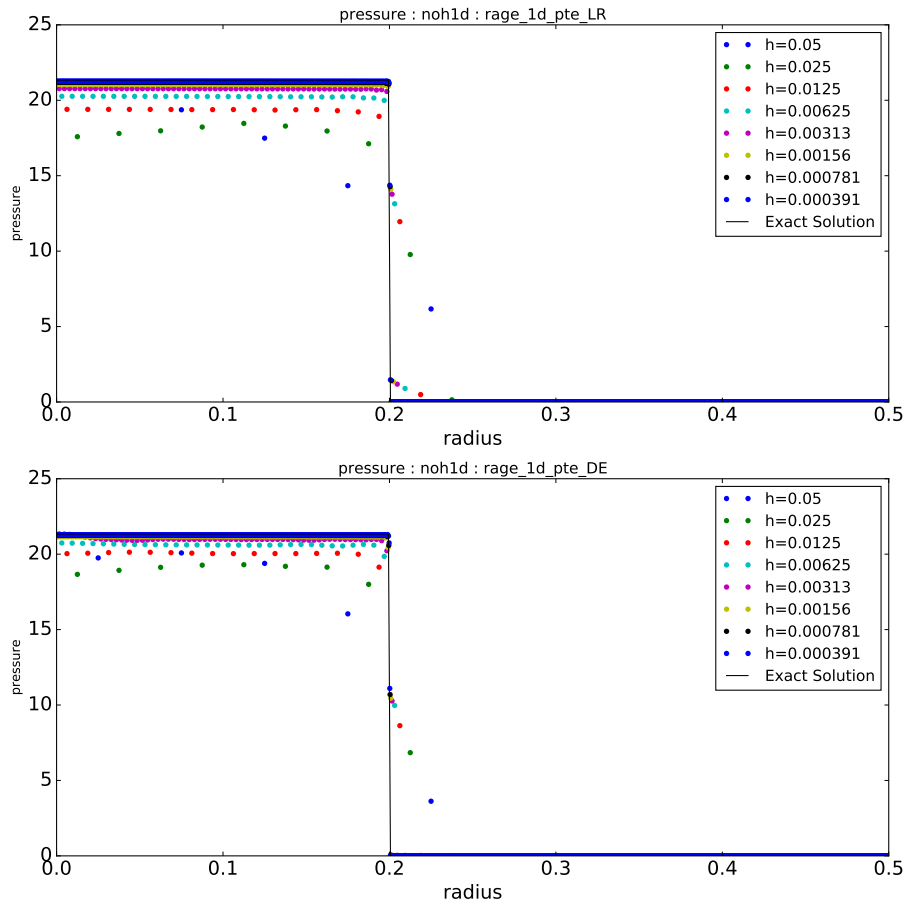 pressure : noh1d : rage_1d_pte_LR
25
20
15
10
5
0
pressure
0.0 0.1 0.2 0.3 0.4 0.5
radius
h=0.05
h=0.025
h=0.0125
h=0.00625
h=0.00313
h=0.00156
h=0.000781
h=0.000391
Exact Solution
pressure : noh1d : rage_1d_pte_DE
25
20
15
10
5
0
pressure
0.0 0.1 0.2 0.3 0.4 0.5
radius
h=0.05
h=0.025
h=0.0125
h=0.00625
h=0.00313
h=0.00156
h=0.000781
h=0.000391
Exact Solution